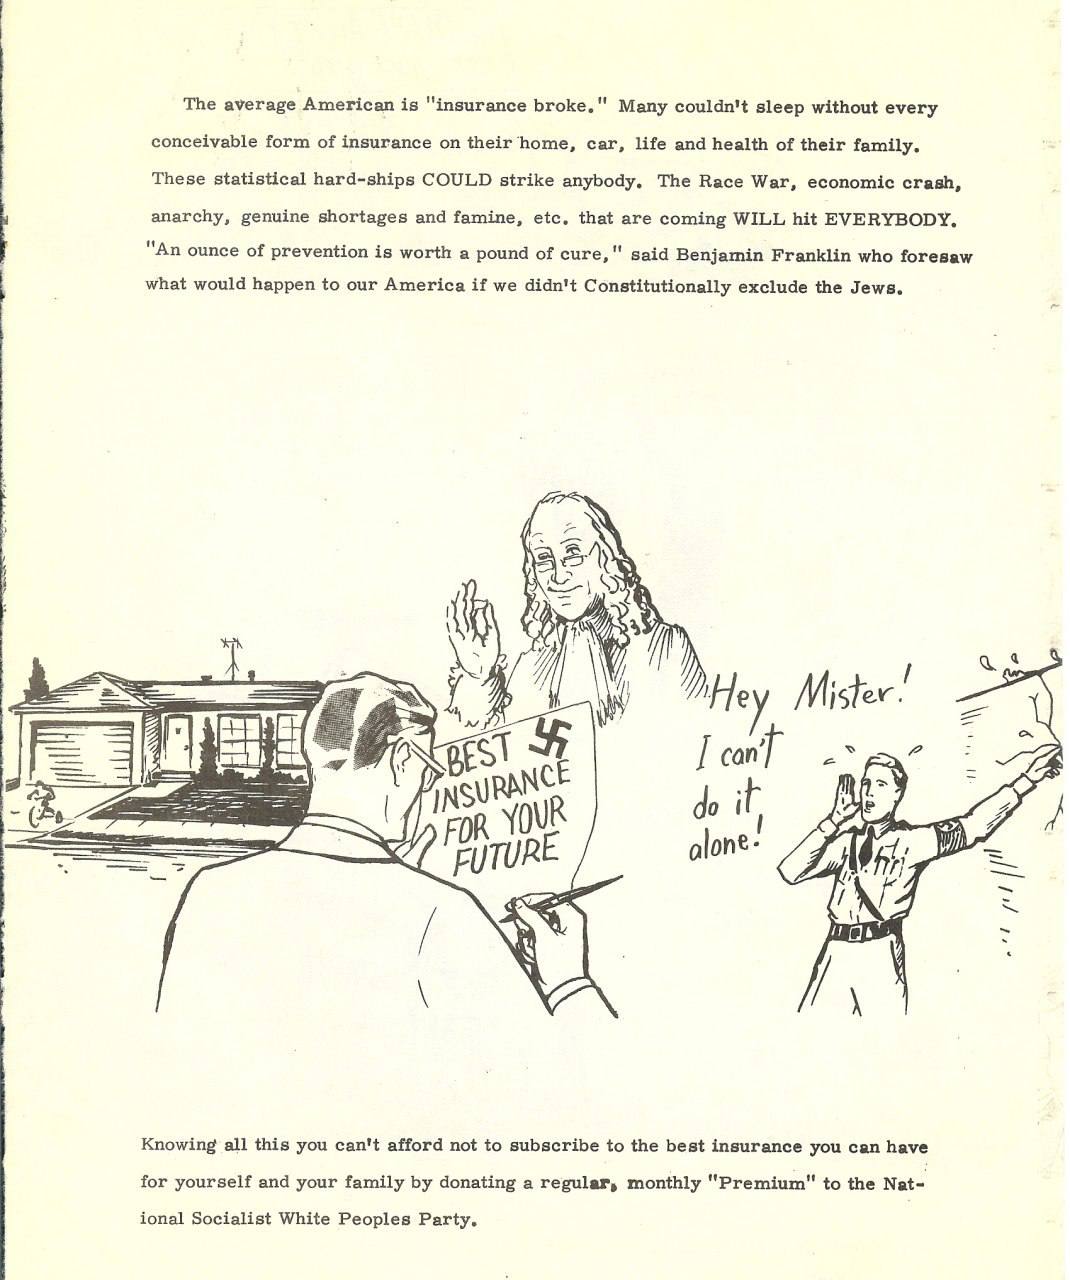 The average American is "insurance broke." Many couldn't sleep without every
conceivable form of insurance on their home, car, life and health of their family.
These statistical hard-ships COULD strike anybody. The Race War, economic crash,
anarchy, genuine shortages and famine, etc. that are coming WILL hit EVERYBODY.
"An ounce of prevention is worth a pound of cure," said Benjamin Franklin who foresaw
what would happen to our America if we didn't Constitutionally exclude the Jews.
BEST
INSURANCE
FOR YOUR
FUTURE
Hey Mister!
I can't
do it
alone!
Knowing all this you can't afford not to subscribe to the best insurance you can have
for yourself and your family by donating a regular, monthly "Premium" to the Nat-
ional Socialist White Peoples Party.